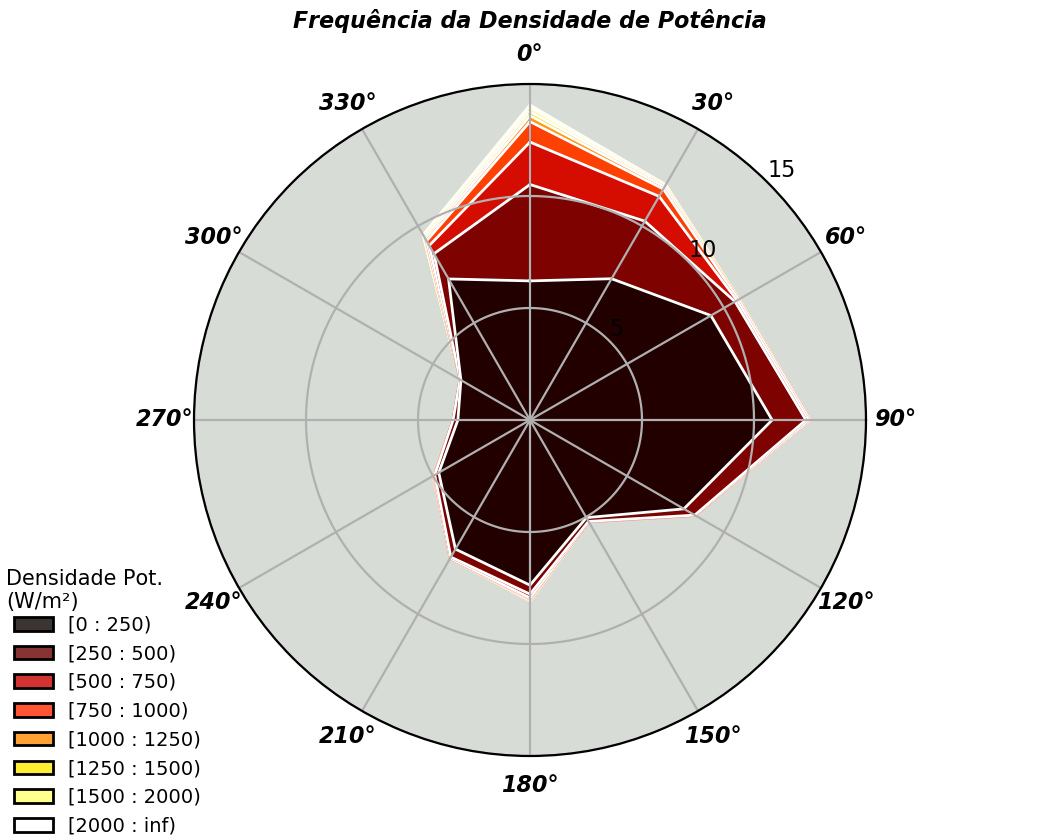 Frequência da Densidade de Potência
0°
330°
30°
15
300°
60°
10
5
270°
90°
Densidade Pot.
(W/m²)
240°
120°
[0 : 250)
[250 : 500)
[500 : 750)
[750 : 1000)
210°
150°
[1000 : 1250)
[1250 : 1500)
180°
[1500 : 2000)
[2000 : inf)